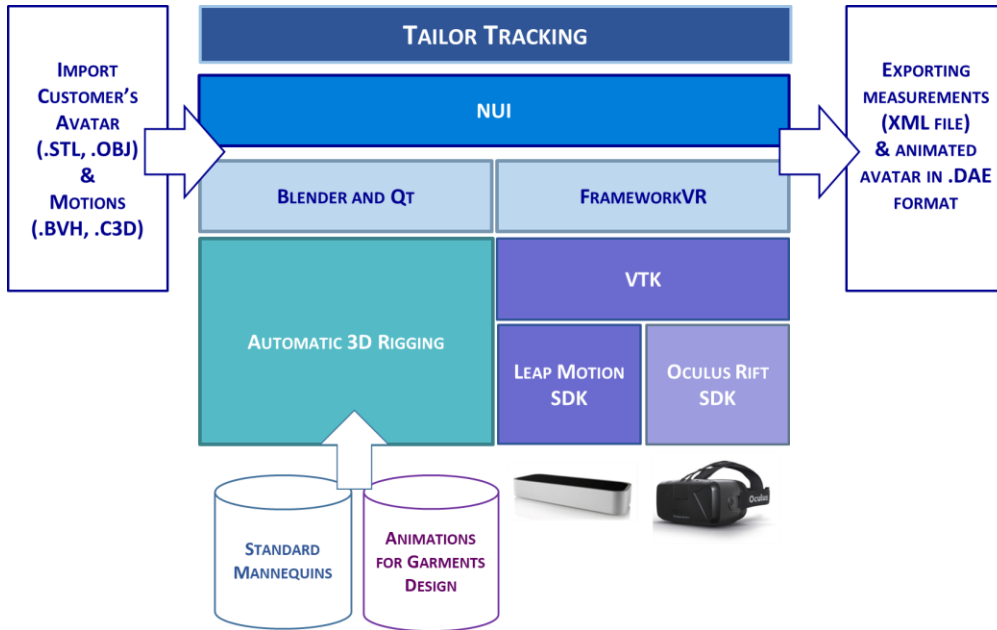 TAILOR TRACKING
IMPORT
CUSTOMER'S
AVATAR
(.STL, .OBJ)
&
MOTIONS
(.BVH, .C3D)
NUI
EXPORTING
MEASUREMENTS
(XML FILE)
& ANIMATED
AVATAR IN .DAE
FORMAT
BLENDER AND QT
FRAMEWORKVR
AUTOMATIC 3D RIGGING
VTK
LEAP MOTION
SDK
OCULUS RIFT
SDK
Oculus
STANDARD
MANNEQUINS
ANIMATIONS
FOR GARMENTS
DESIGN